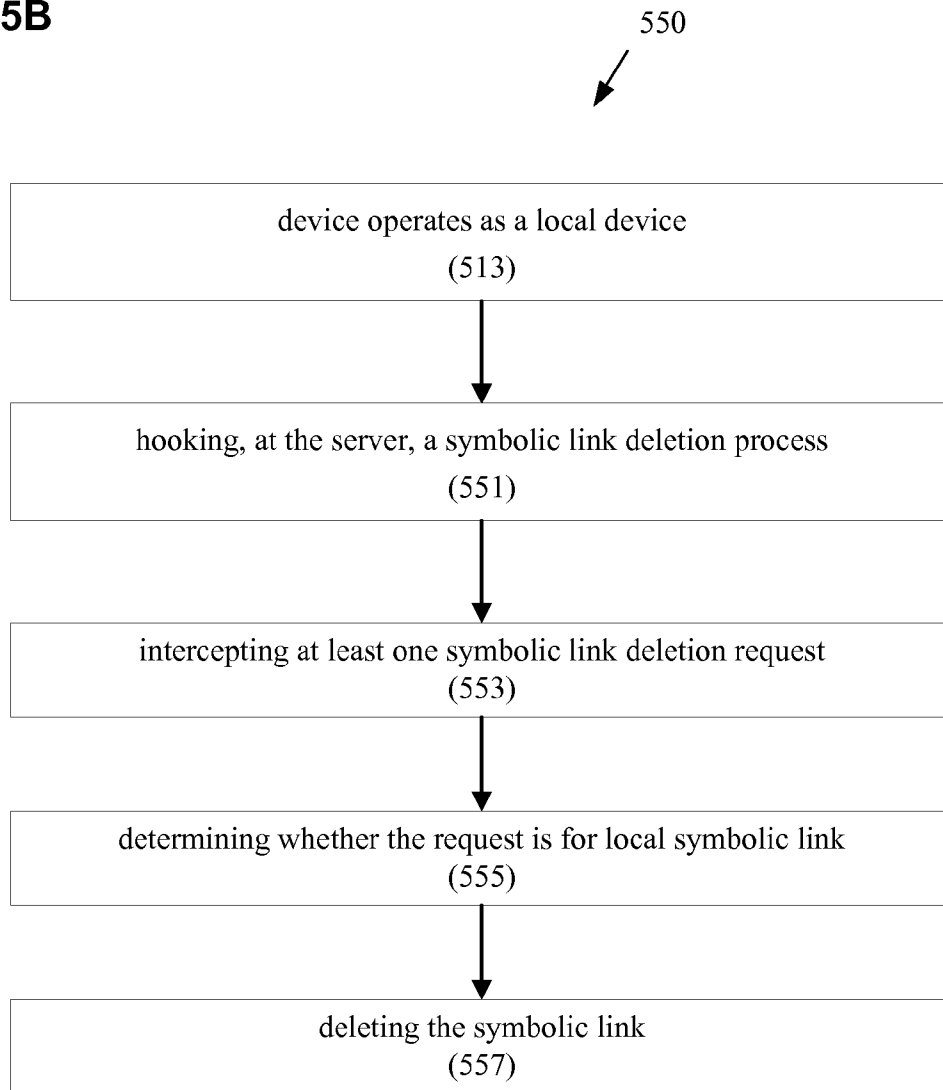 5B
550
device operates as a local device
(513)
hooking, at the server, a symbolic link deletion process
(551)
intercepting at least one symbolic link deletion request
(553)
determining whether the request is for local symbolic link
(555)
deleting the symbolic link
(557)